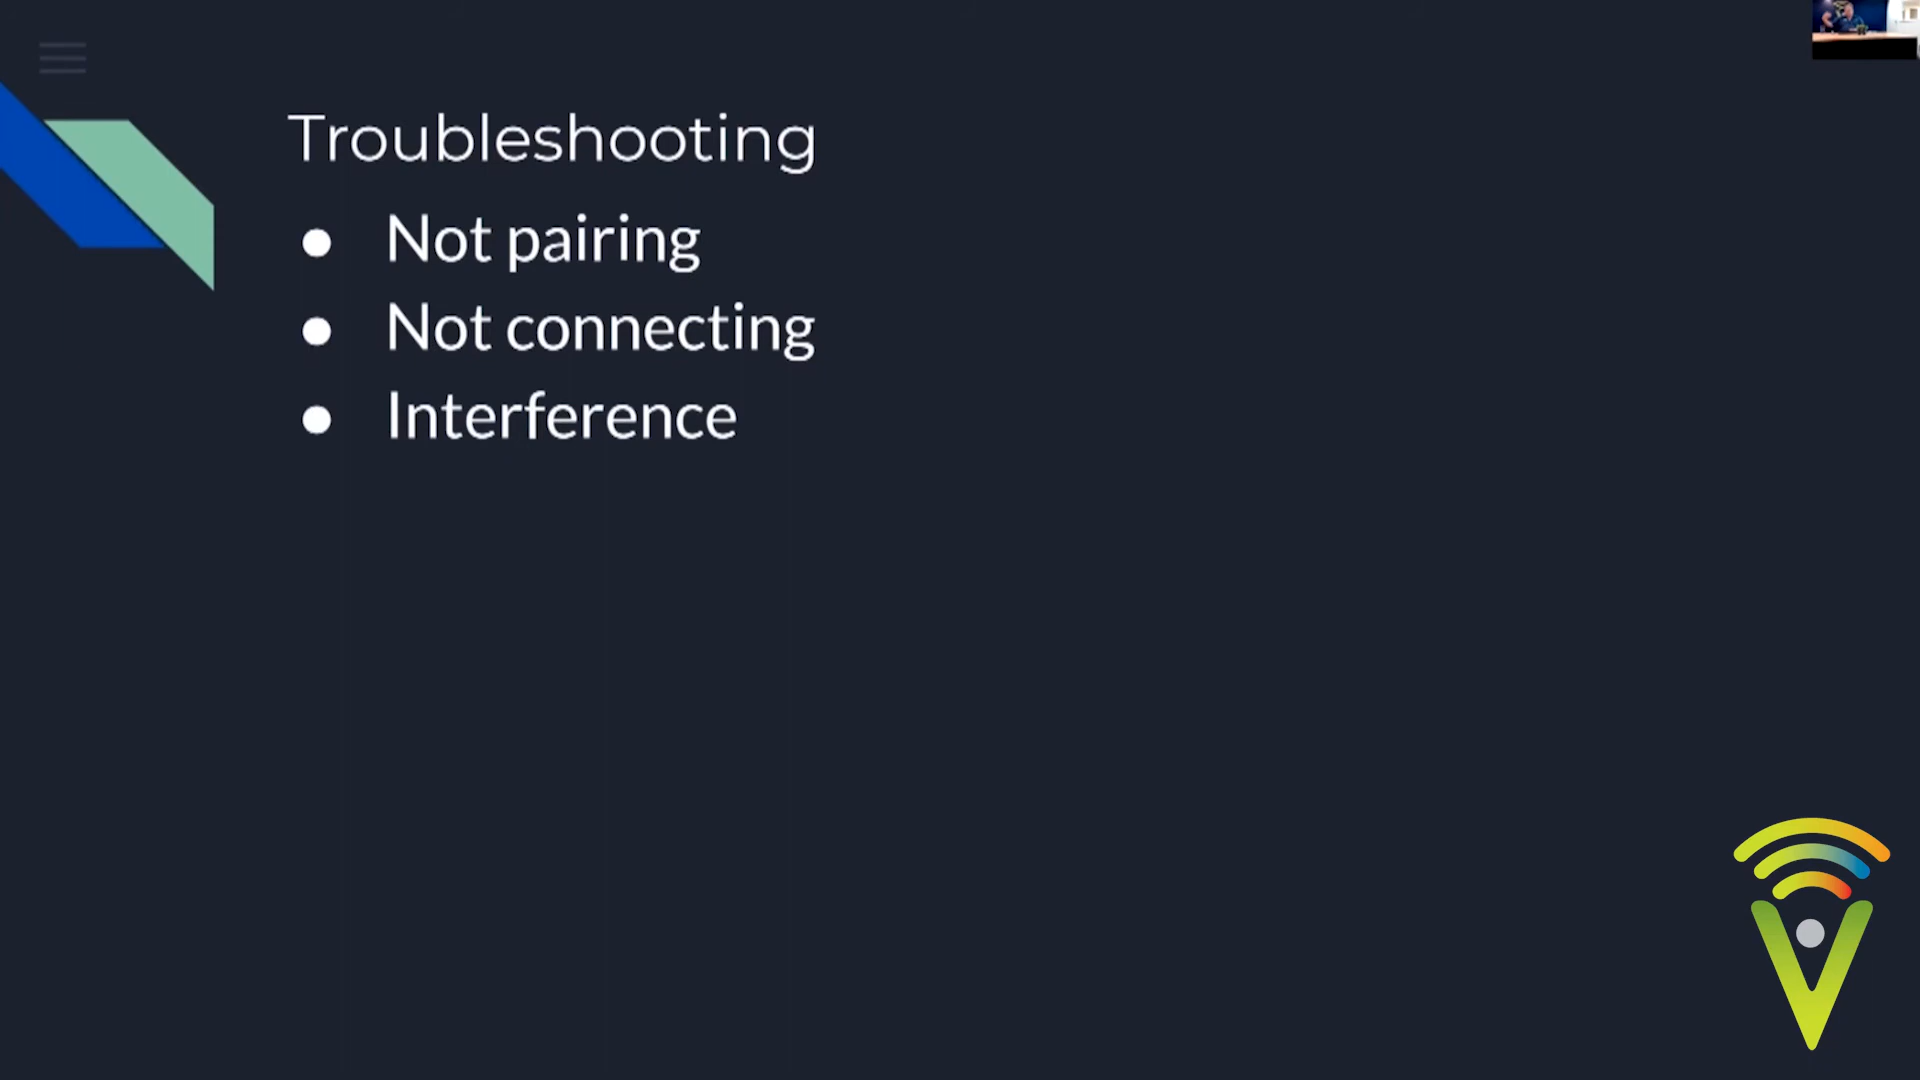 Troubleshooting
● Not pairing
● Not connecting
● Interference